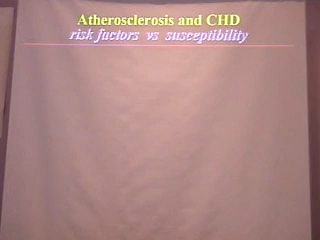 Atherosclerosis and CHD
risk factors vs susceptibility